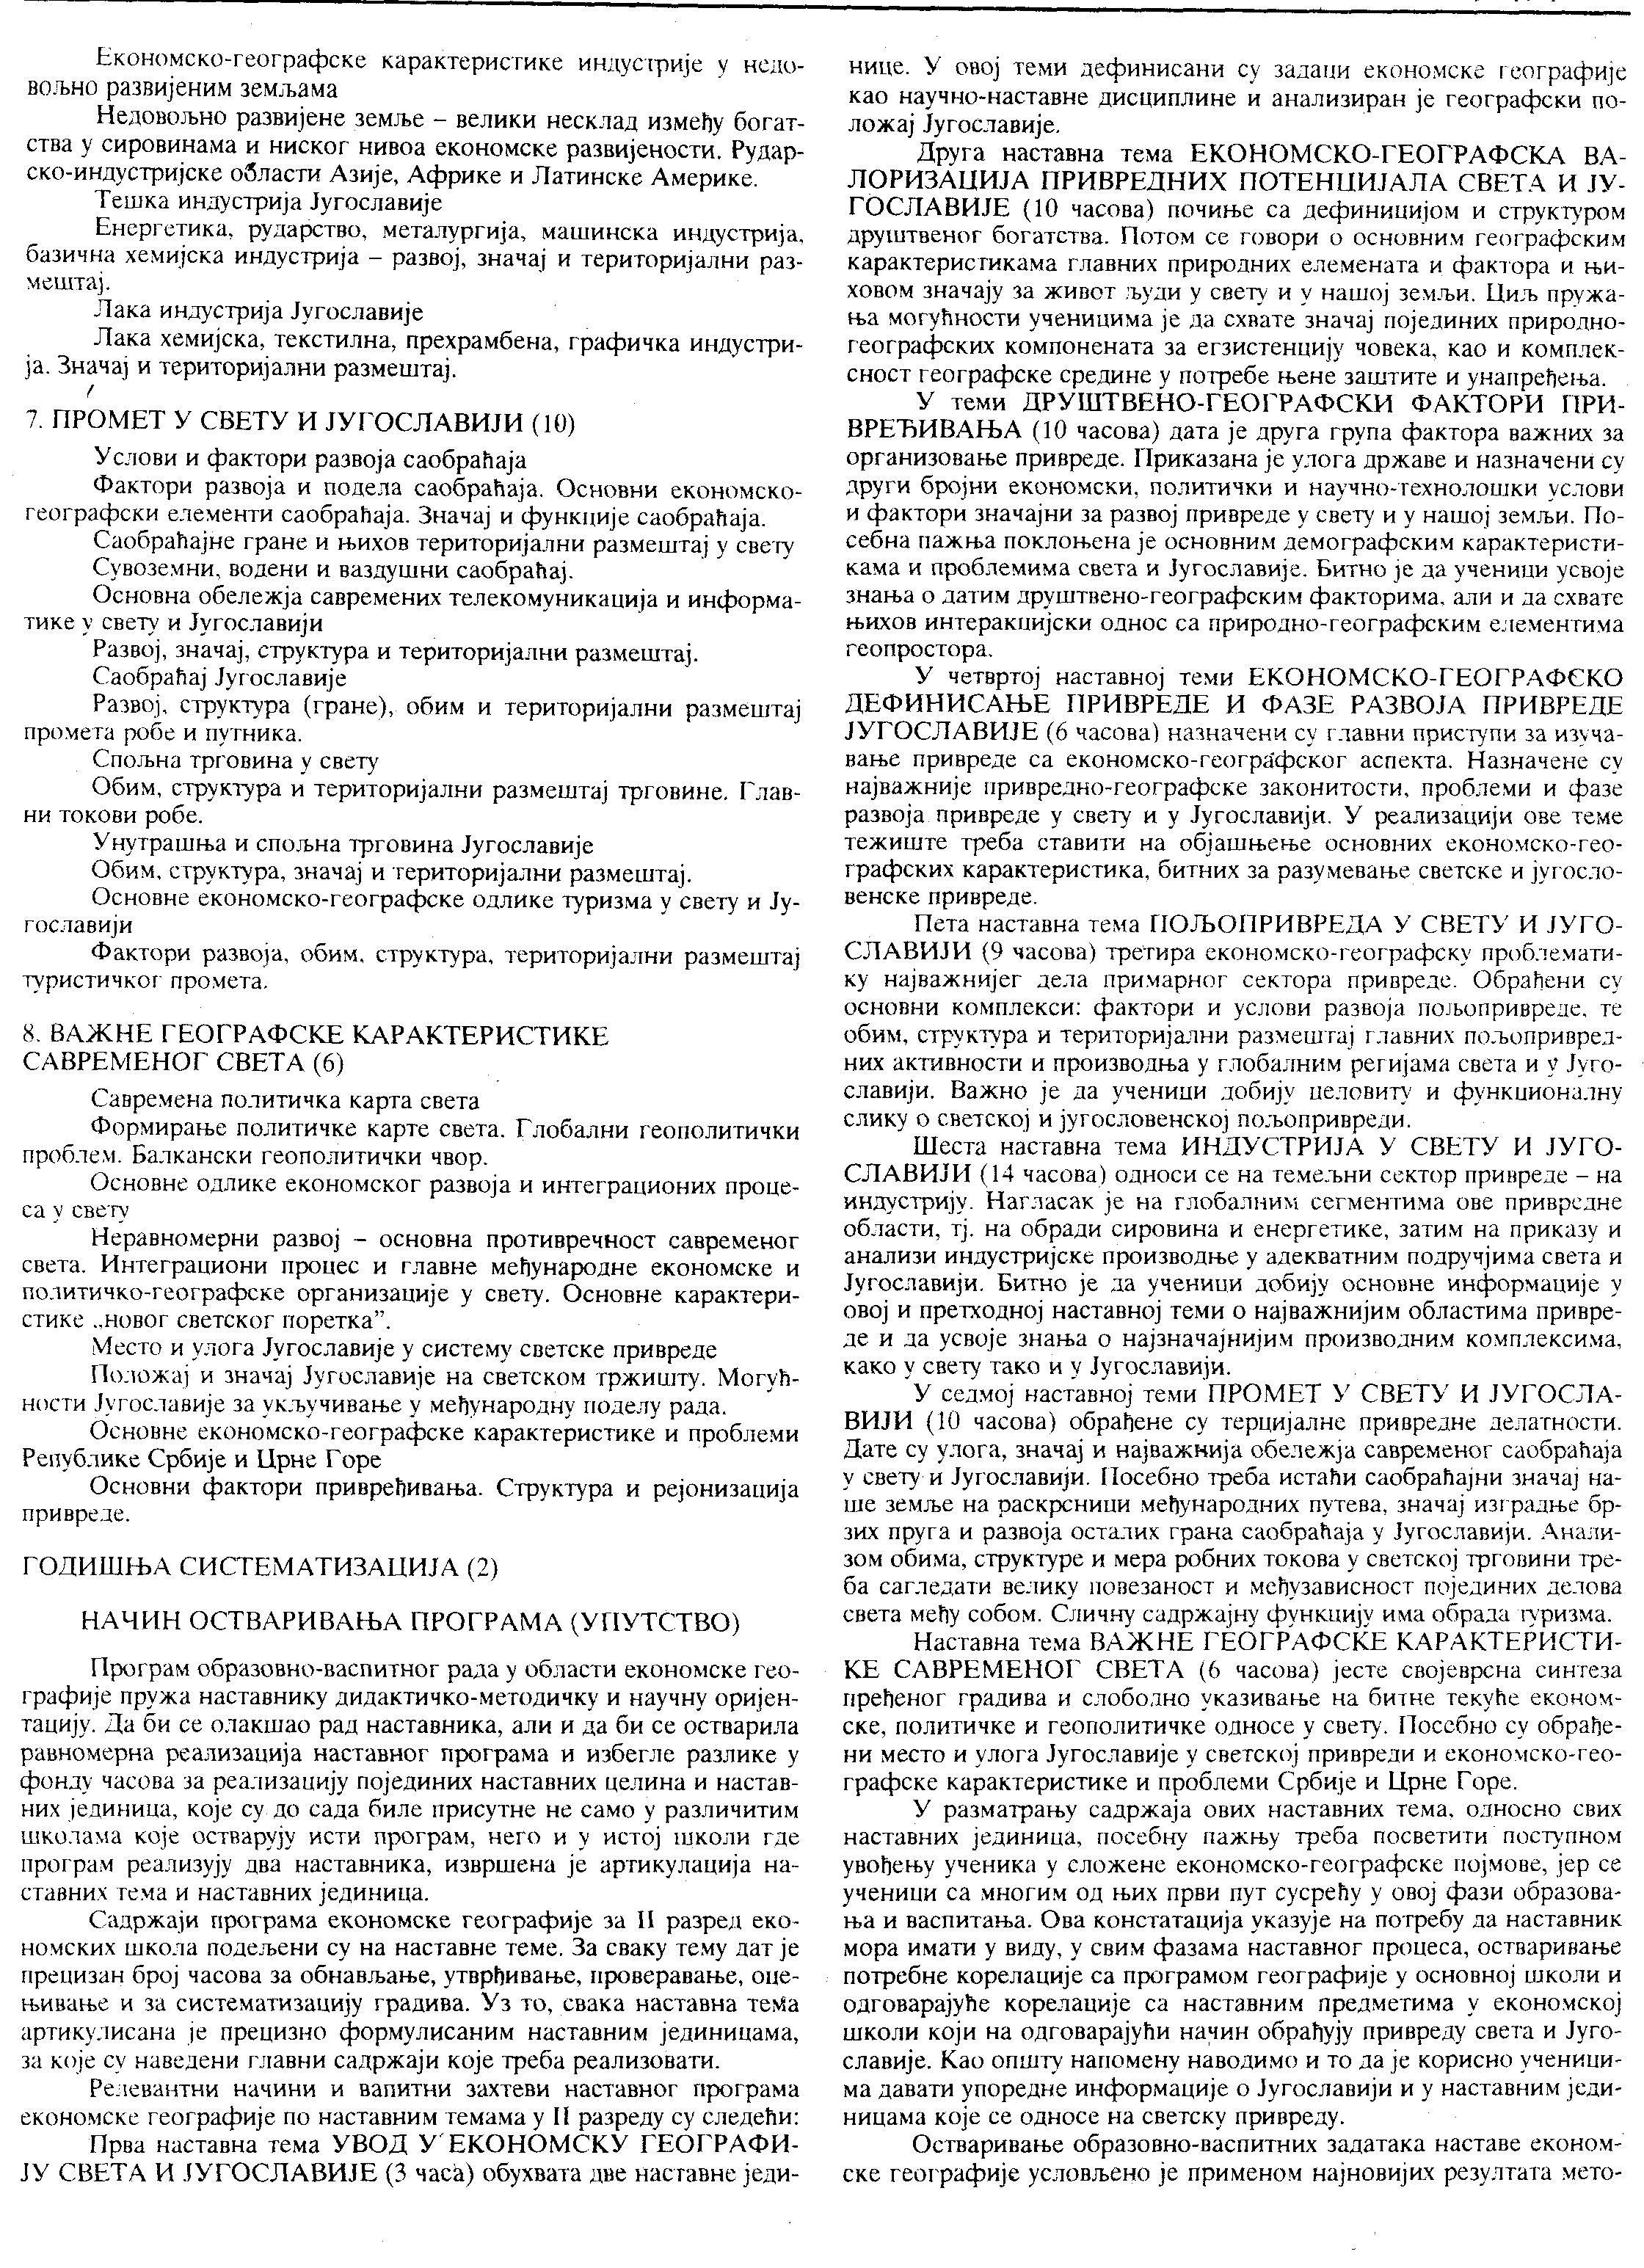 Економско-географске карактеристике индустрије у недо-
вољно развијеним земљама
Недовољно развијене земље – велики несклад између богат-
ства у сировинама и ниског нивоа економске развијености. Рудар-
ско-индустријске области Азије, Африке и Латинске Америке.
Тешка индустрија Југославије
Енергетика, рударство, металургија, машинска индустрија,
базична хемијска индустрија – развој, значај и територијални раз-
мештај.
Лака индустрија Југославије
Лака хемијска, текстилна, прехрамбена, графичка индустри-
ја. Значај и територијални размештај.
7. ПРОМЕТ У СВЕТУ И ЈУГОСЛАВИЈИ (10)
Услови и фактори развоја саобраћаја
Фактори развоја и подела саобраћаја. Основни економско-
географски елементи саобраћаја. Значај и функције саобраћаја.
Саобраћајне гране и њихов територијални размештај у свету
Сувоземни, водени и ваздушни саобраћај.
Основна обележја савремених телекомуникација и информа-
тике у свету и Југославији
Развој, значај, структура и територијални размештај.
Саобраћај Југославије
Развој, структура (гране), обим и територијални размештај
промета робе и путника.
Спољна трговина у свету
Обим, структура и територијални размештај трговине. Глав-
ни токови робе.
Унутрашња и спољна трговина Југославије
Обим, структура, значај и територијални размештај.
Основне економско-географске одлике туризма у свету и Ју-
гославији
Фактори развоја, обим, структура, територијални размештај
туристичког промета.
8. ВАЖНЕ ГЕОГРАФСКЕ КАРАКТЕРИСТИКЕ
САВРЕМЕНОГ СВЕТА (6)
Савремена политичка карта света
Формирање политичке карте света. Глобални геополитички
проблем. Балкански геополитички чвор.
Основне одлике економског развоја и интеграционих проце-
са у свету
Неравномерни развој – основна противречност савременог
света. Интеграциони процес и главне међународне економске и
политичко-географске организације у свету. Основне карактери-
стике „новог светског поретка”.
Место и улога Југославије у систему светске привреде
Положај и значај Југославије на светском тржишту. Могућ-
ности Југославије за укључивање у међународну поделу рада.
Основне економско-географске карактеристике и проблеми
Републике Србије и Црне Горе
Основни фактори привређивања. Структура и рејонизација
привреде.
ГОДИШЊА СИСТЕМАТИЗАЦИЈА (2)
НАЧИН ОСТВАРИВАЊА ПРОГРАМА (УПУТСТВО)
Програм образовно-васпитног рада у области економске гео-
графије пружа наставнику дидактичко-методичку и научну оријен-
тацију. Да би се олакшао рад наставника, али и да би се остварила
равномерна реализација наставног програма и избегле разлике у
фонду часова за реализацију појединих наставних целина и настав-
них јединица, које су до сада биле присутне не само у различитим
школама које остварују исти програм, него и у истој школи где
програм реализују два наставника, извршена је артикулација на-
ставних тема и наставних јединица.
Садржаји програма економске географије за II разред еко-
номских школа подељени су на наставне теме. За сваку тему дат је
прецизан број часова за обнављање, утврђивање, проверавање, оце-
њивање и за систематизацију градива. Уз то, свака наставна тема
артикулисана је прецизно формулисаним наставним јединицама,
за које су наведени главни садржаји које треба реализовати.
Релевантни начини и вапитни захтеви наставног програма
економске географије по наставним темама у II разреду су следећи:
Прва наставна тема УВОД У ЕКОНОМСКУ ГЕОГРАФИ-
ЈУ СВЕТА И ЈУГОСЛАВИЈЕ (3 часа) обухвата две наставне једи-
нице. У овој теми дефинисани су задаци економске географије
као научно-наставне дисциплине и анализиран је географски по-
ложај Југославије.
Друга наставна тема ЕКОНОМСКО-ГЕОГРАФСКА ВА-
ЛОРИЗАЦИЈА ПРИВРЕДНИХ ПОТЕНЦИЈАЛА СВЕТА И ЈУ-
ГОСЛАВИЈЕ (10 часова) почиње са дефиницијом и структуром
друштвеног богатства. Потом се говори о основним географским
карактеристикама главних природних елемената и фактора и њи-
ховом значају за живот људи у свету и у нашој земљи. Циљ пружа-
ња могућности ученицима је да схвате значај појединих природно-
географских компонената за егзистенцију човека, као и комплек-
сност географске средине у потребе њене заштите и унапређења.
У теми ДРУШТВЕНО-ГЕОГРАФСКИ ФАКТОРИ ПРИ-
ВРЕЂИВАЊА (10 часова) дата је друга група фактора важних за
организовање привреде. Приказана је улога државе и назначени су
други бројни економски, политички и научно-технолошки услови
и фактори значајни за развој привреде у свету и у нашој земљи. По-
себна пажња поклоњена је основним демографским карактеристи-
кама и проблемима света и Југославије. Битно је да ученици усвоје
знања о датим друштвено-географским факторима, али и да схвате
њихов интеракцијски однос са природно-географским елементима
геопростора.
У четвртој наставној теми ЕКОНОМСКО-ГЕОГРАФСКО
ДЕФИНИСАЊЕ ПРИВРЕДЕ И ФАЗЕ РАЗВОЈА ПРИВРЕДЕ
ЈУГОСЛАВИЈЕ (6 часова) назначени су главни приступи за изуча-
вање привреде са економско-географског аспекта. Назначене су
најважније привредно-географске законитости, проблеми и фазе
развоја привреде у свету и у Југославији. У реализацији ове теме
тежиште треба ставити на објашњење основних економско-гео-
графских карактеристика, битних за разумевање светске и југосло-
венске привреде.
Пета наставна тема ПОЉОПРИВРЕДА У СВЕТУ И ЈУГО-
СЛАВИЈИ (9 часова) третира економско-географску проблемати-
ку најважнијег дела примарног сектора привреде. Обрађени су
основни комплекси: фактори и услови развоја пољопривреде, те
обим, структура и територијални размештај главних пољопривред-
них активности и производња у глобалним регијама света и у Југо-
славији. Важно је да ученици добију целовиту и функционалну
слику о светској и југословенској пољопривреди.
Шеста наставна тема ИНДУСТРИЈА У СВЕТУ И ЈУГО-
СЛАВИЈИ (14 часова) односи се на темељни сектор привреде – на
индустрију. Нагласак је на глобалним сегментима ове привредне
области, тј. на обради сировина и енергетике, затим на приказу и
анализи индустријске производње у адекватним подручјима света и
Југославији. Битно је да ученици добију основне информације у
овој и претходној наставној теми о најважнијим областима привре-
де и да усвоје знања о најзначајнијим производним комплексима,
како у свету тако и у Југославији.
У седмој наставној теми ПРОМЕТ У СВЕТУ И ЈУГОСЛА-
ВИЈИ (10 часова) обрађене су терцијалне привредне делатности.
Дате су улога, значај и најважнија обележја савременог саобраћаја
у свету и Југославији. Посебно треба истаћи саобраћајни значај на-
ше земље на раскрсници међународних путева, значај изградње бр-
зих пруга и развоја осталих грана саобраћаја у Југославији. Анали-
зом обима, структуре и мера робних токова у светској трговини тре-
ба сагледати велику повезаност и међузависност појединих делова
света међу собом. Сличну садржајну функцију има обрада туризма.
Наставна тема ВАЖНЕ ГЕОГРАФСКЕ КАРАКТЕРИСТИ-
КЕ САВРЕМЕНОГ СВЕТА (6 часова) јесте својеврсна синтеза
пређеног градива и слободно указивање на битне текуће економ-
ске, политичке и геополитичке односе у свету. Посебно су обрађе-
ни место и улога Југославије у светској привреди и економско-гео-
графске карактеристике и проблеми Србије и Црне Горе.
У разматрању садржаја ових наставних тема, односно свих
наставних јединица, посебну пажњу треба посветити поступном
увођењу ученика у сложене економско-географске појмове, јер се
ученици са многим од њих први пут сусрећу у овој фази образова-
ња и васпитања. Ова констатација указује на потребу да наставник
мора имати у виду, у свим фазама наставног процеса, остваривање
потребне корелације са програмом географије у основној школи и
одговарајуће корелације са наставним предметима у економској
школи који на одговарајући начин обрађују привреду света и Југо-
славије. Као општу напомену наводимо и то да је корисно ученици-
ма давати упоредне информације о Југославији и у наставним једи-
ницама које се односе на светску привреду.
Остваривање образовно-васпитних задатака наставе економ-
ске географије условљено је применом најновијих резултата мето-